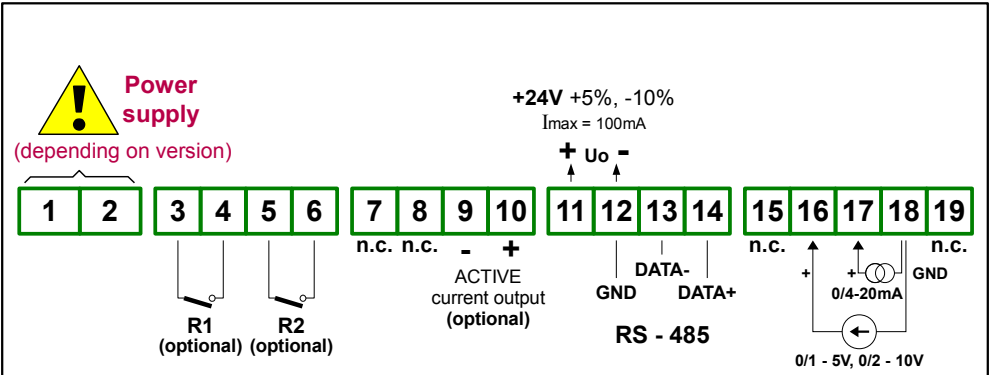 Power
supply
(depending on version)
+24V +5%, -10%
Imax = 100mA
+ Uo -
1 2 3 4 5 6 7 8 9 10 11 12 13 14 15 16 17 18 19
n.c. n.c. - + n.c. n.c.
R1
(optional)
R2
(optional)
ACTIVE
current output
(optional)
GND DATA- DATA+
RS - 485
+ + GND
0/4-20mA
0/1 - 5V, 0/2 - 10V